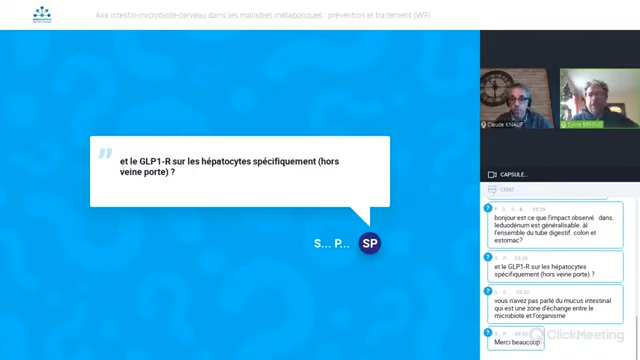 Axe intestin-microbiote-cerveau dans les maladies métaboliques : prévention et traitement (W9)
et le GLP1-R sur les hépatocytes spécifiquement (hors
veine porte) ?
S... P...
SP
Claude KNAUF
CAPSULE...
CHAT
bonjour est ce que l'impact observé. dans
leduodénum est généralisable. àl
ensemble du tube digestif. colon et
estomac?
et le GLP1-R sur les hépatocytes
spécifiquement (hors veine porte) ?
vous n'avez pas parlé du mucus intestinal
qui est une zone d'échange entre le
microbiote et l'organisme
Merci beaucoup
ClickMeeting